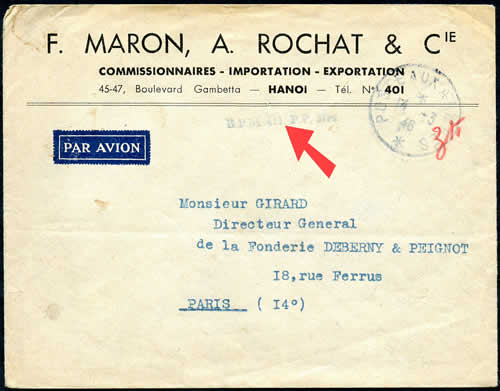 F. MARON, A. ROCHAT & CIE
COMMISSIONNAIRES - IMPORTATION - EXPORTATION
45-47, Boulevard Gambetta — HANOI — Tél. N° 401
PAR AVION
Monsieur GIRARD
Directeur General
de la Fonderie DEBERNY & PEIGNOT
18,rue Ferrus
PARIS ( 14°)